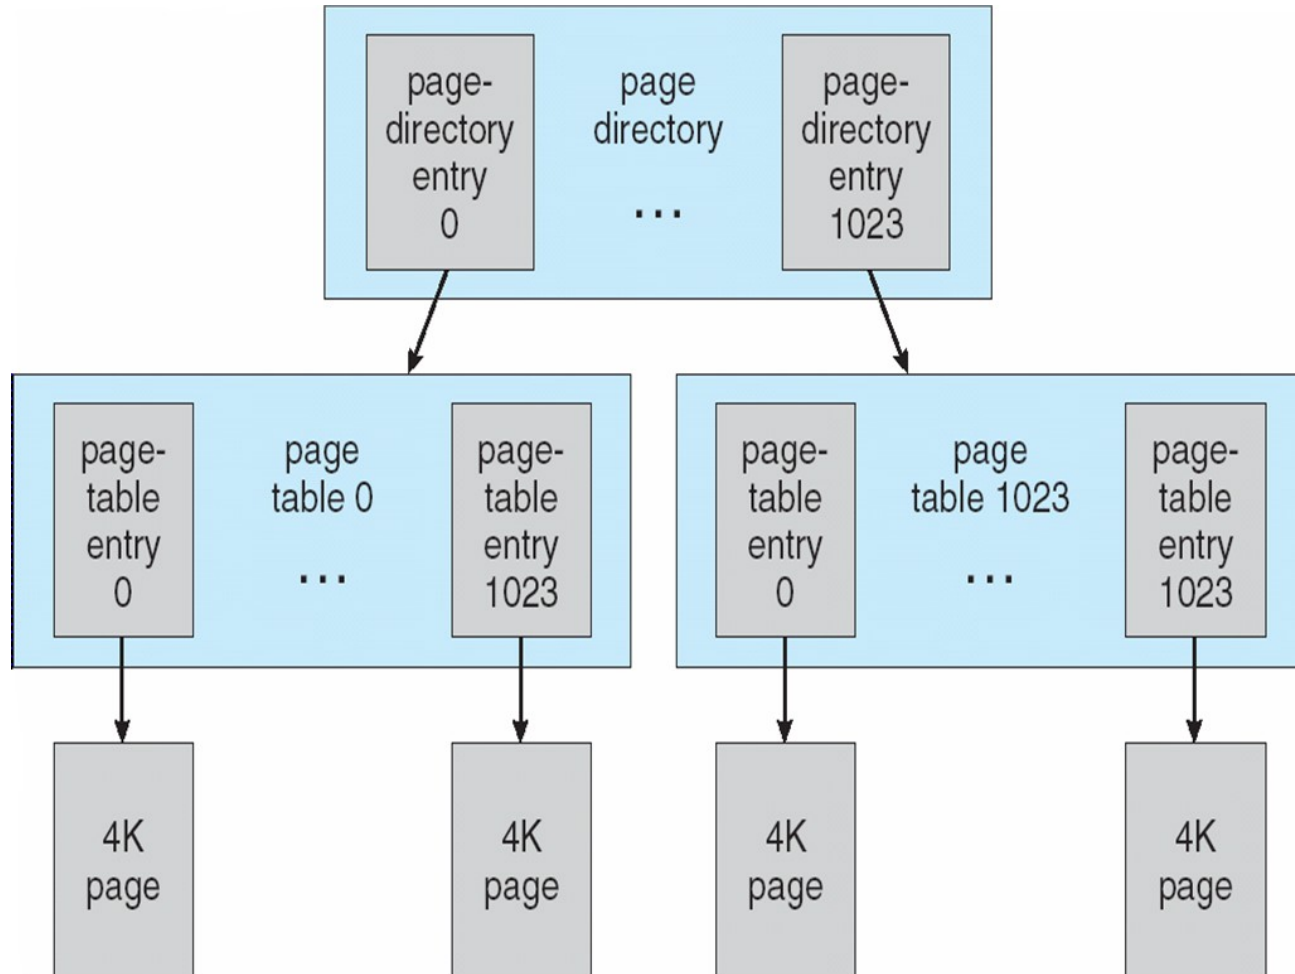 page-
directory
entry
0
page
directory
...
page-
directory
entry
1023
page-
table
entry
0
page
table 0
...
page-
table
entry
1023
page-
table
entry
0
page
table 1023
...
page-
table
entry
1023
4K
page
4K
page
4K
page
4K
page